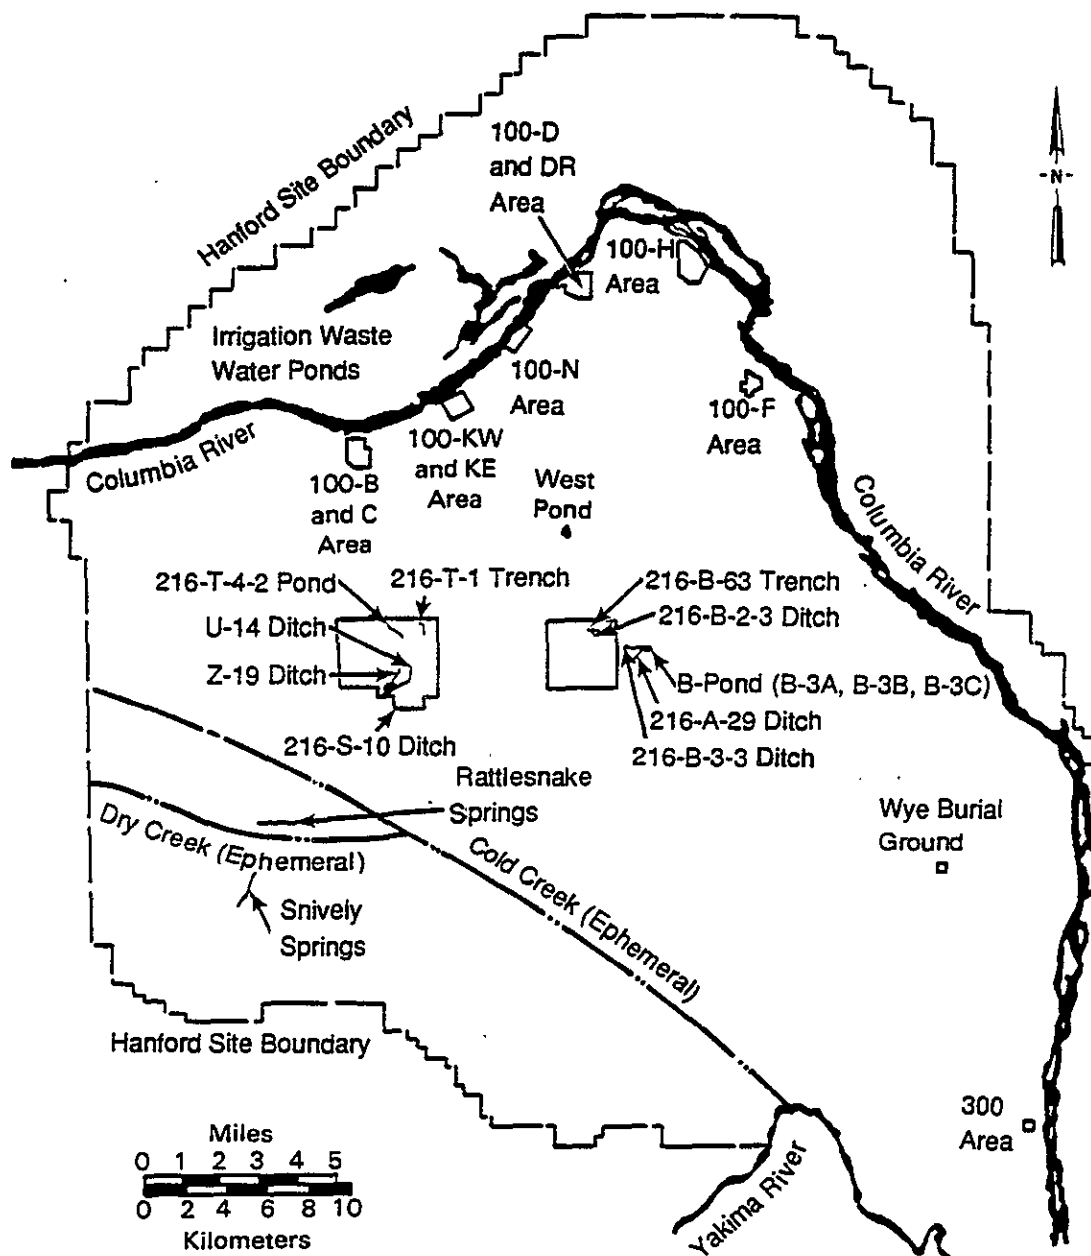 Hanford Site Boundary
100-D
and DR
Area
-N-
100-H
Area
Irrigation Waste
Water Ponds
100-N
Area
100-F
Area
Columbia River
100-KW
and KE
Area
100-B
and C
Area
West
Pond
Columbia River
216-T-4-2 Pond
216-T-1 Trench
216-B-63 Trench
U-14 Ditch
216-B-2-3 Ditch
Z-19 Ditch
B-Pond (B-3A, B-3B, B-3C)
216-A-29 Ditch
216-S-10 Ditch
216-B-3-3 Ditch
Rattlesnake
Springs
Wye Burial
Ground
Dry Creek (Ephemeral)
Cold Creek (Ephemeral)
Snively
Springs
Hanford Site Boundary
300
Area
Miles
0 1 2 3 4 5
0 2 4 6 8 10
Kilometers
Yakima River